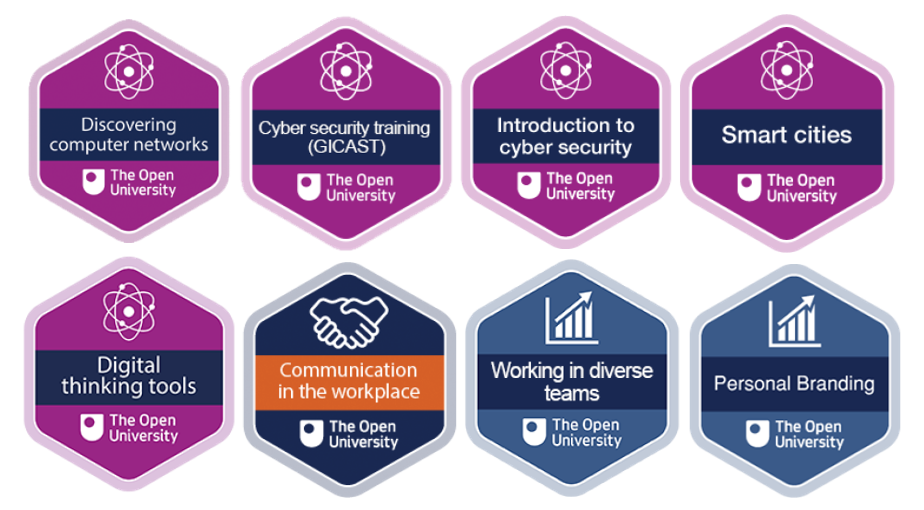 Discovering
computer networks
The Open
University
Cyber security training
(GICAST)
The Open
University
Introduction to
cyber security
The Open
University
Smart cities
The Open
University
Digital
thinking tools
The Open
University
Communication
in the workplace
The Open
University
Working in diverse
teams
The Open
University
Personal Branding
The Open
University